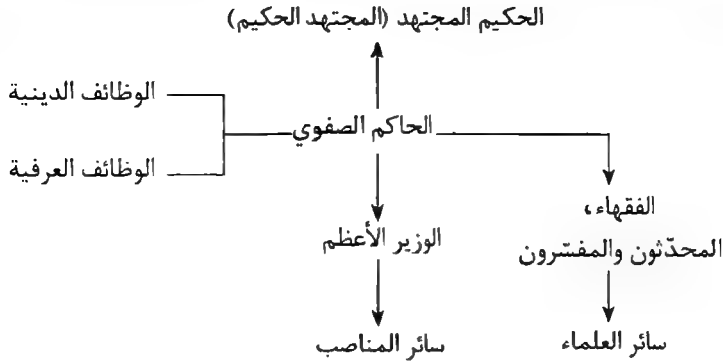 الحكيم المجتهد (المجتهد الحكيم)
الوظائف الدينية
الحاكم الصفوي
الوظائف العرفية
الفقهاء،
المحدّثون والمفسّرون
الوزير الأعظم
سائر العلماء
سائر المناصب